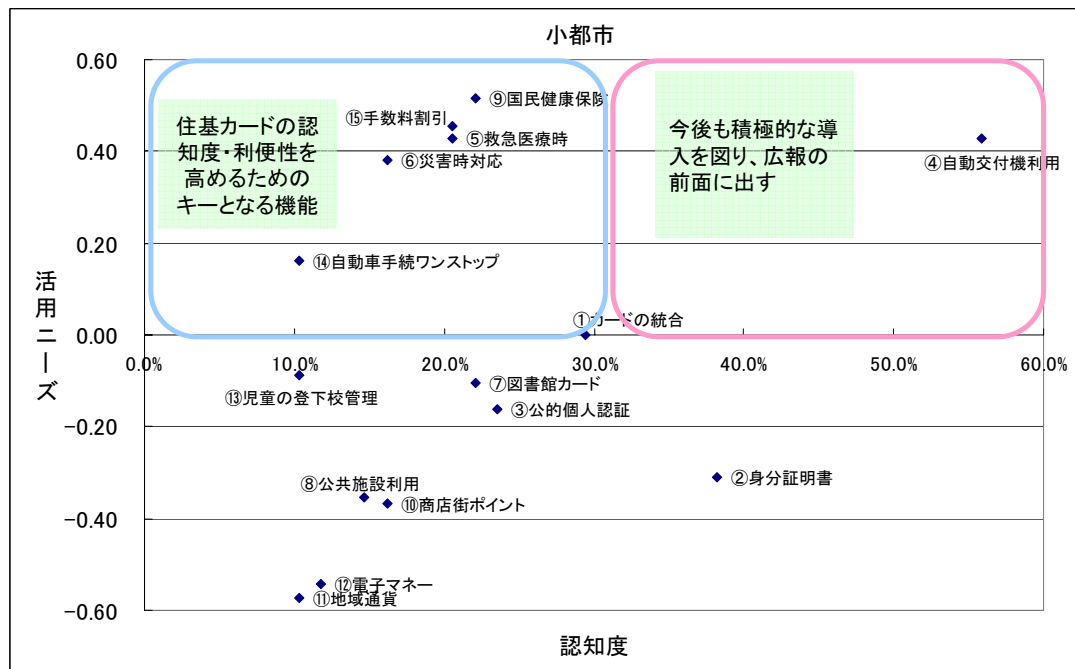 小都市
0.60
0.40
0.20
0.00
-0.20
-0.40
-0.60
活用ニーズ
住基カードの認
知度・利便性を
高めるための
キーとなる機能
今後も積極的な導
入を図り、広報の
前面に出す
⑨国民健康保険
⑮手数料割引
⑤救急医療時
⑥災害時対応
④自動交付機利用
⑭自動車手続ワンストップ
①カードの統合
0.0%
10.0%
20.0%
30.0%
40.0%
50.0%
60.0%
⑬児童の登下校管理
⑦図書館カード
③公的個人認証
②身分証明書
⑧公共施設利用
⑩商店街ポイント
⑫電子マネー
⑪地域通貨
認知度